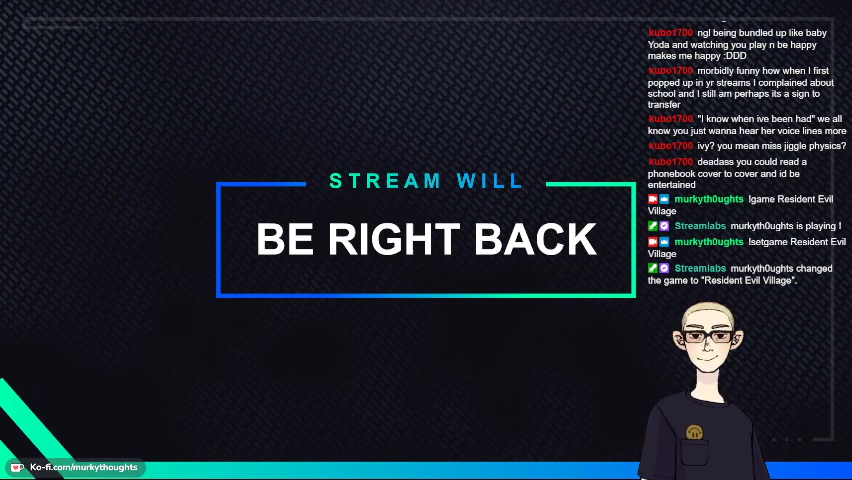 STREAM WILL
BE RIGHT BACK
kubo1700 ngl being bundled up like baby
Yoda and watching you play n be happy
makes me happy :DDD
kubo1700 morbidly funny how when I first
popped up in yr streams I complained about
school and I still am perhaps its a sign to
transfer
kubo1700 "I know when ive been had" we all
know you just wanna hear her voice lines more
kubo1700 ivy? you mean miss jiggle physics?
kubo1700 deadass you could read a
phonebook cover to cover and id be
entertained
murkyth0ughts !game Resident Evil
Village
Streamlabs murkyth0ughts is playing !
murkyth0ughts !setgame Resident Evil
Village
Streamlabs murkyth0ughts changed
the game to "Resident Evil Village".
Ko-fi.com/murkythoughts